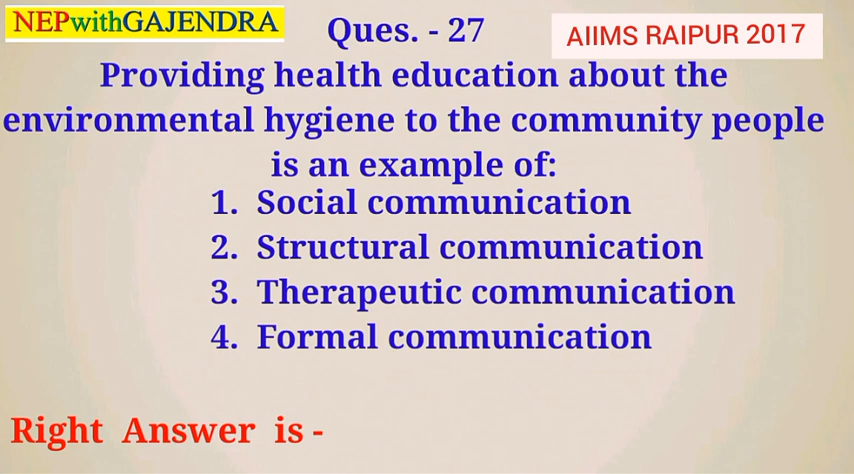 NEPwithGAJENDRA
Ques. - 27
AIIMS RAIPUR 2017
Providing health education about the
environmental hygiene to the community people
is an example of:
1. Social communication
2. Structural communication
3. Therapeutic communication
4. Formal communication
Right Answer is -